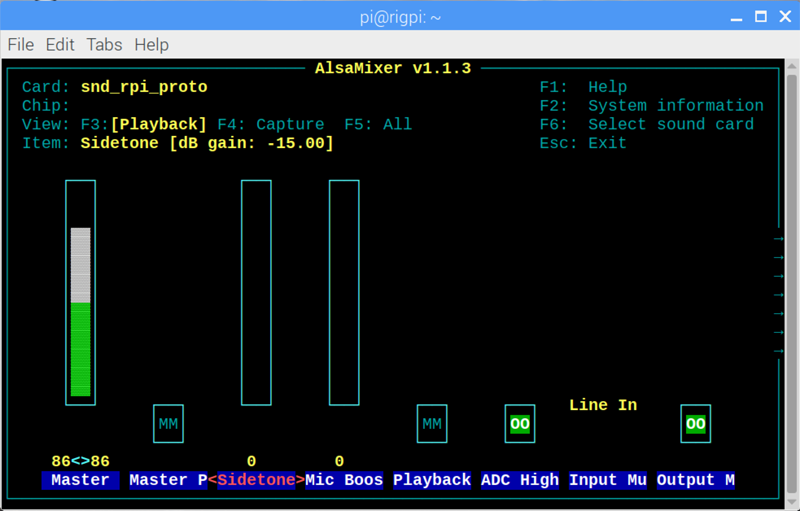 pi@rigpi: ~
File Edit Tabs Help
AlsaMixer v1.1.3
Card: snd_rpi_proto F1: Help
Chip: F2: System information
View: F3:[Playback] F4: Capture F5: All F6: Select sound card
Item: Sidetone [dB gain: -15.00] Esc: Exit
Line In
MM MM OO OO
86<>86 0 0
Master Master P<Sidetone>Mic Boos Playback ADC High Input Mu Output M